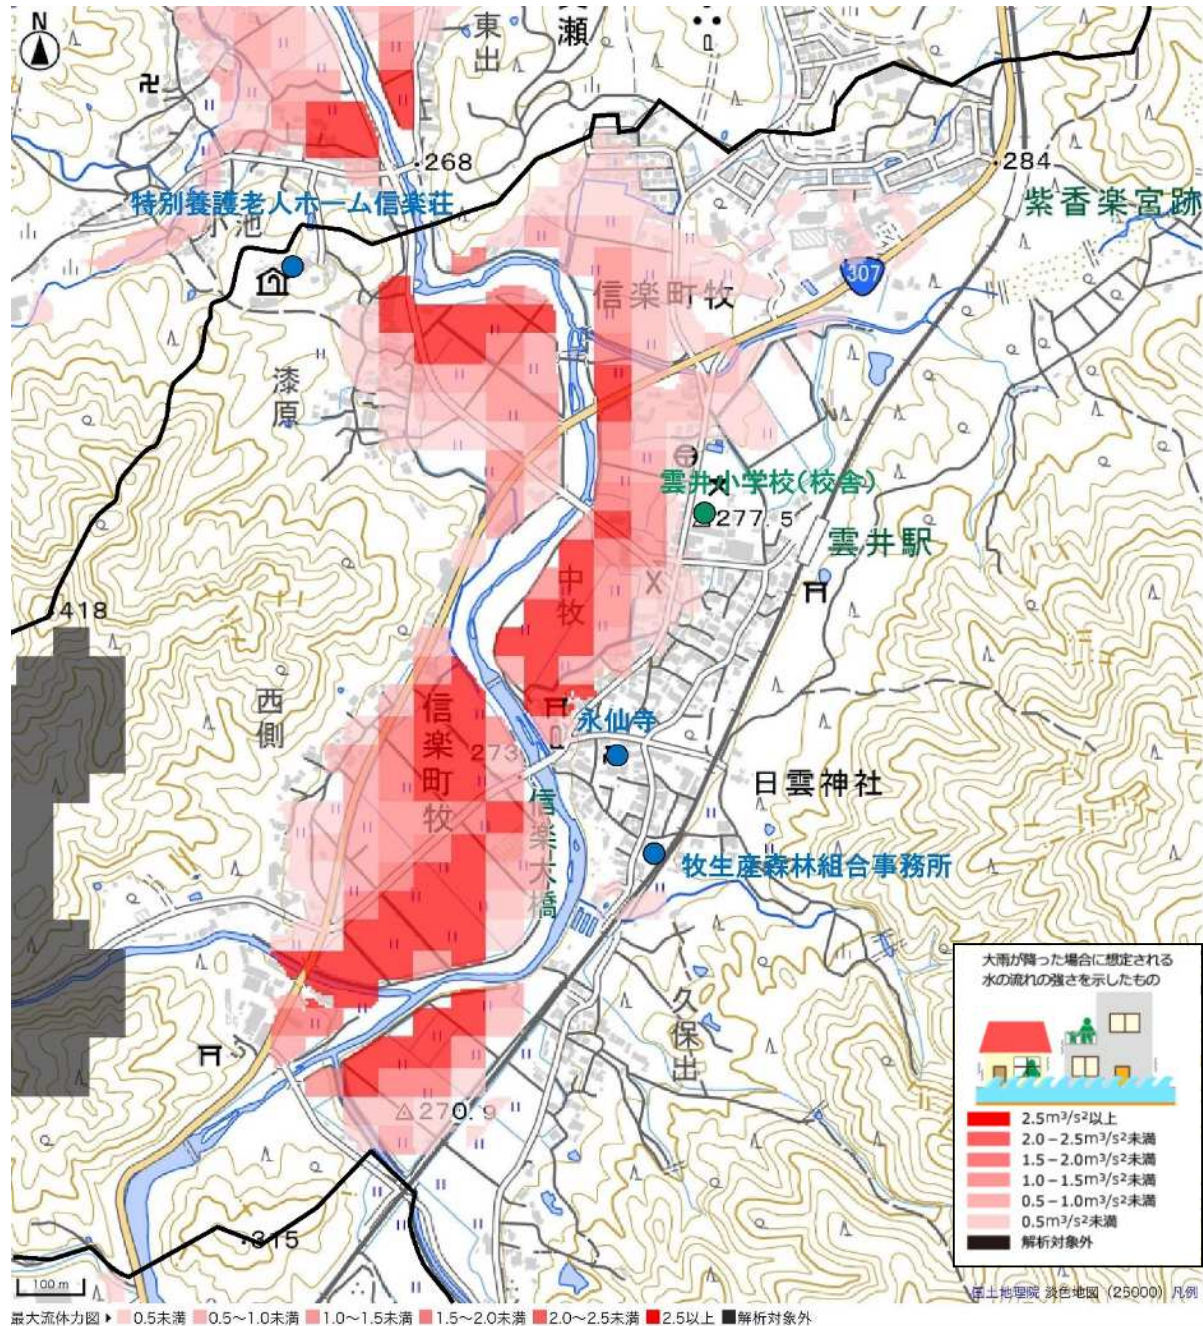 N
東出
瀬
268
284
特別養護老人ホーム信楽荘
小池
紫香楽宮跡
307
信楽町牧
漆原
雲井小学校(校舎)
277.5
雲井駅
中牧
418
西側
信楽町牧
273
永仙寺
日雲神社
信楽大橋
牧生産森林組合事務所
久保出
270.9
315
大雨が降った場合に想定される
水の流れの強さを示したもの
2.5m³/s²以上
2.0-2.5m³/s²未満
1.5-2.0m³/s²未満
1.0-1.5m³/s²未満
0.5-1.0m³/s²未満
0.5m³/s²未満
解析対象外
100 m
国土地理院 淡色地図 (25000) 凡例
最大流体力図 ▶ 0.5未満 0.5~1.0未満 1.0~1.5未満 1.5~2.0未満 2.0~2.5未満 2.5以上 解析対象外